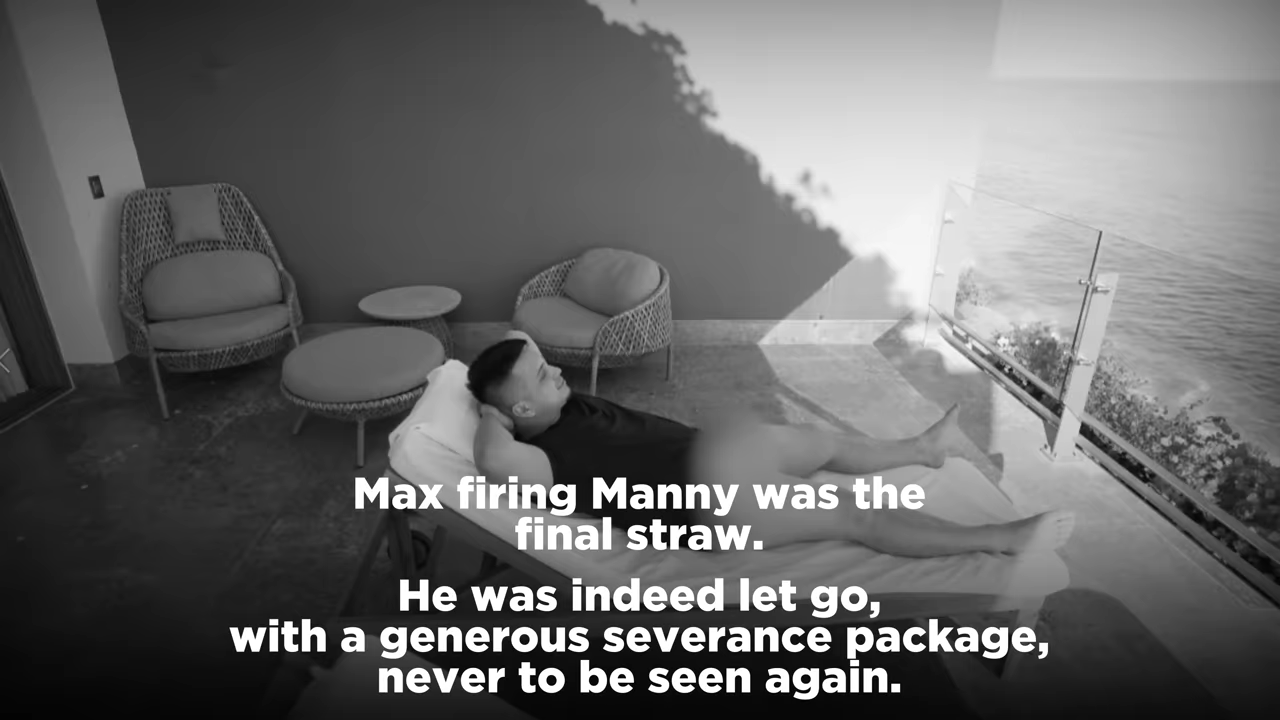 Max firing Manny was the
final straw.
He was indeed let go,
with a generous severance package,
never to be seen again.